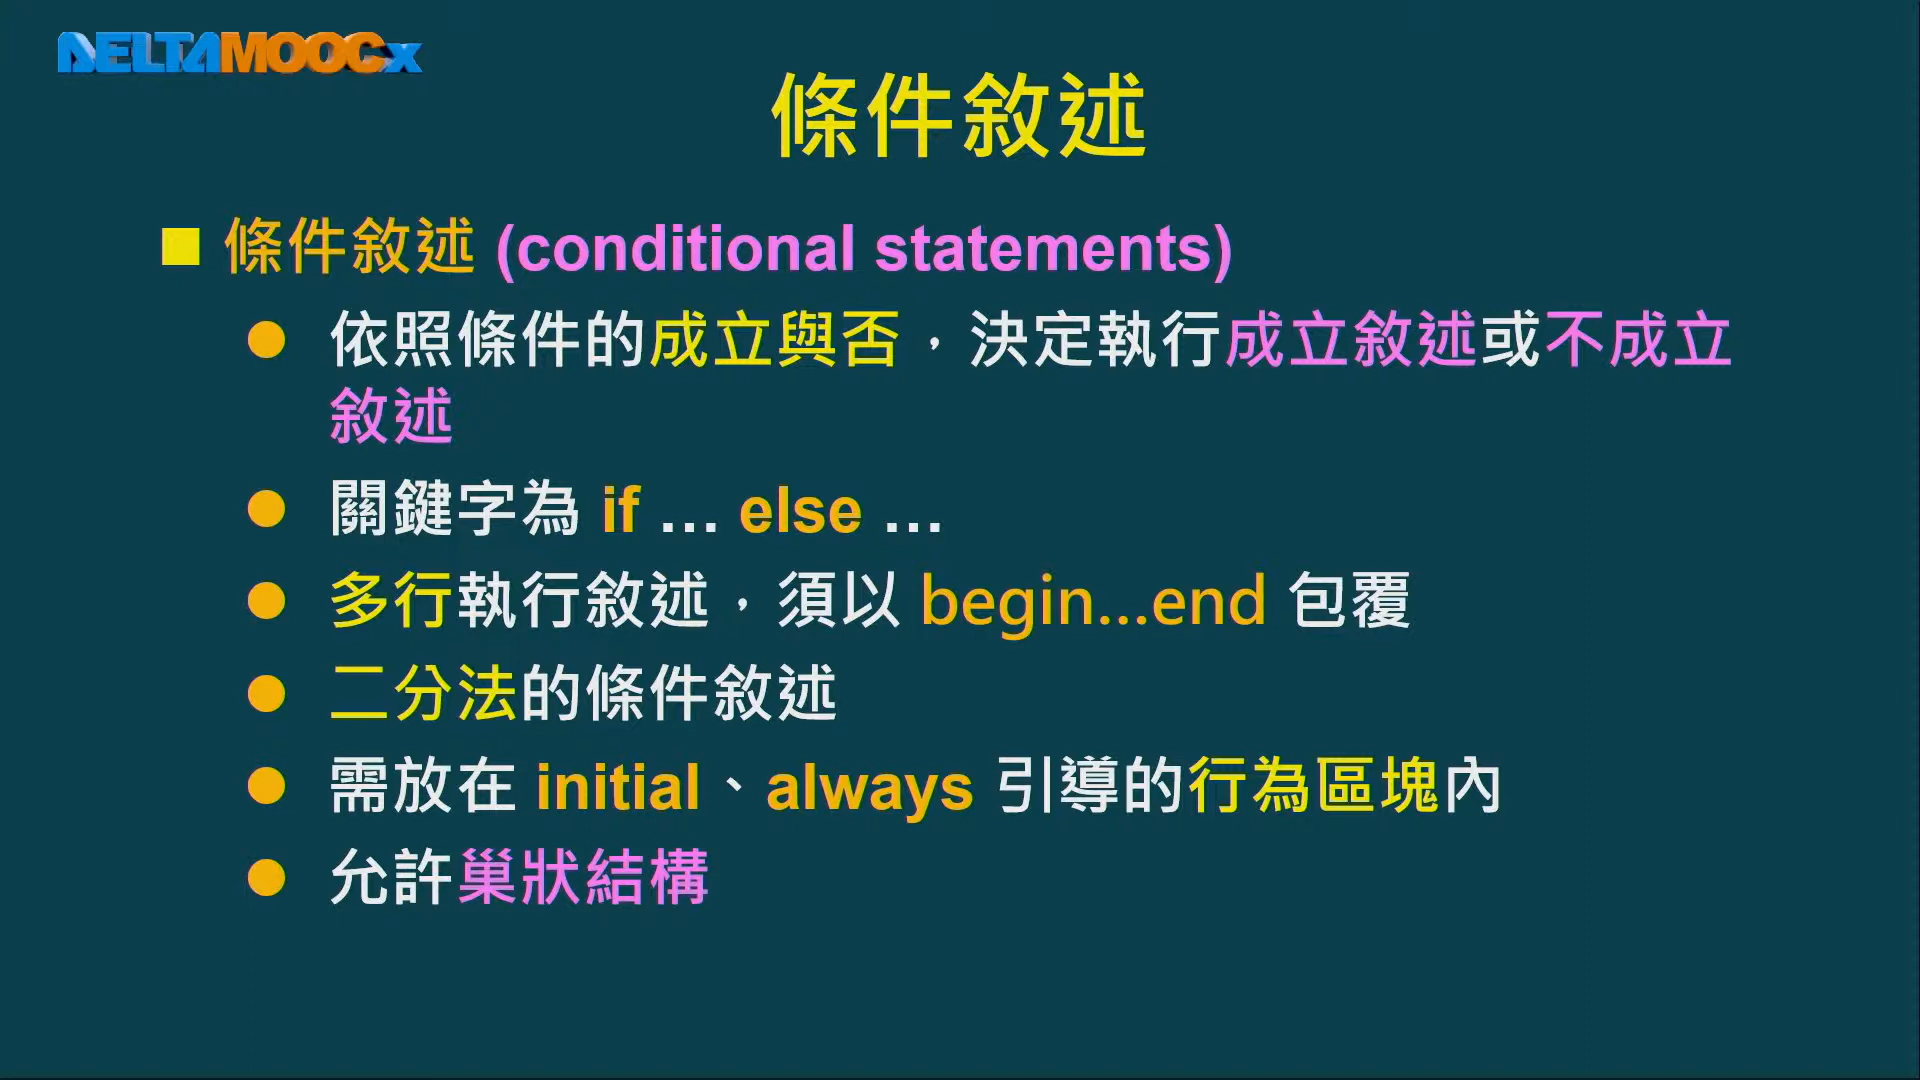 DELTAMOOCx
條件敘述
條件敘述 (conditional statements)
依照條件的成立與否，決定執行成立敘述或不成立
敘述
關鍵字為 if … else …
多行執行敘述，須以 begin...end 包覆
二分法的條件敘述
需放在 initial、always 引導的行為區塊內
允許巢狀結構